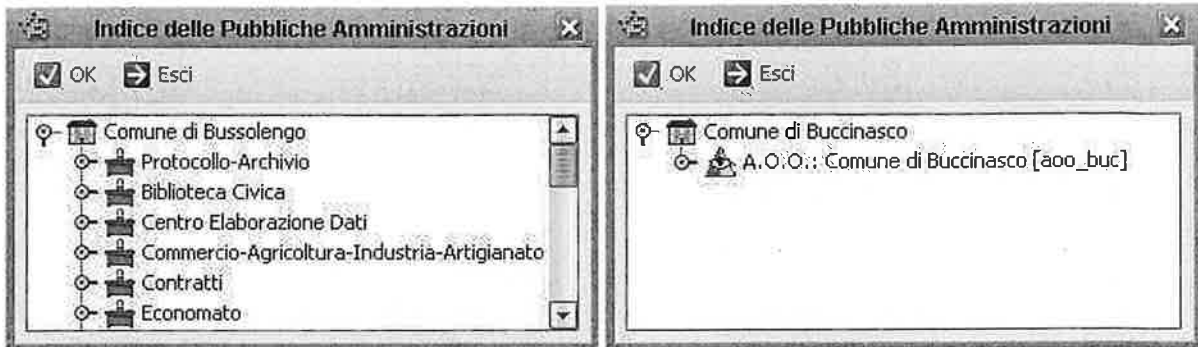 Indice delle Pubbliche Amministrazioni
OK Esci
Comune di Bussolengo
Protocollo-Archivio
Biblioteca Civica
Centro Elaborazione Dati
Commercio-Agricoltura-Industria-Artigianato
Contratti
Economato
Indice delle Pubbliche Amministrazioni
OK Esci
Comune di Buccinasco
A.O.O.: Comune di Buccinasco [aoo_buc]